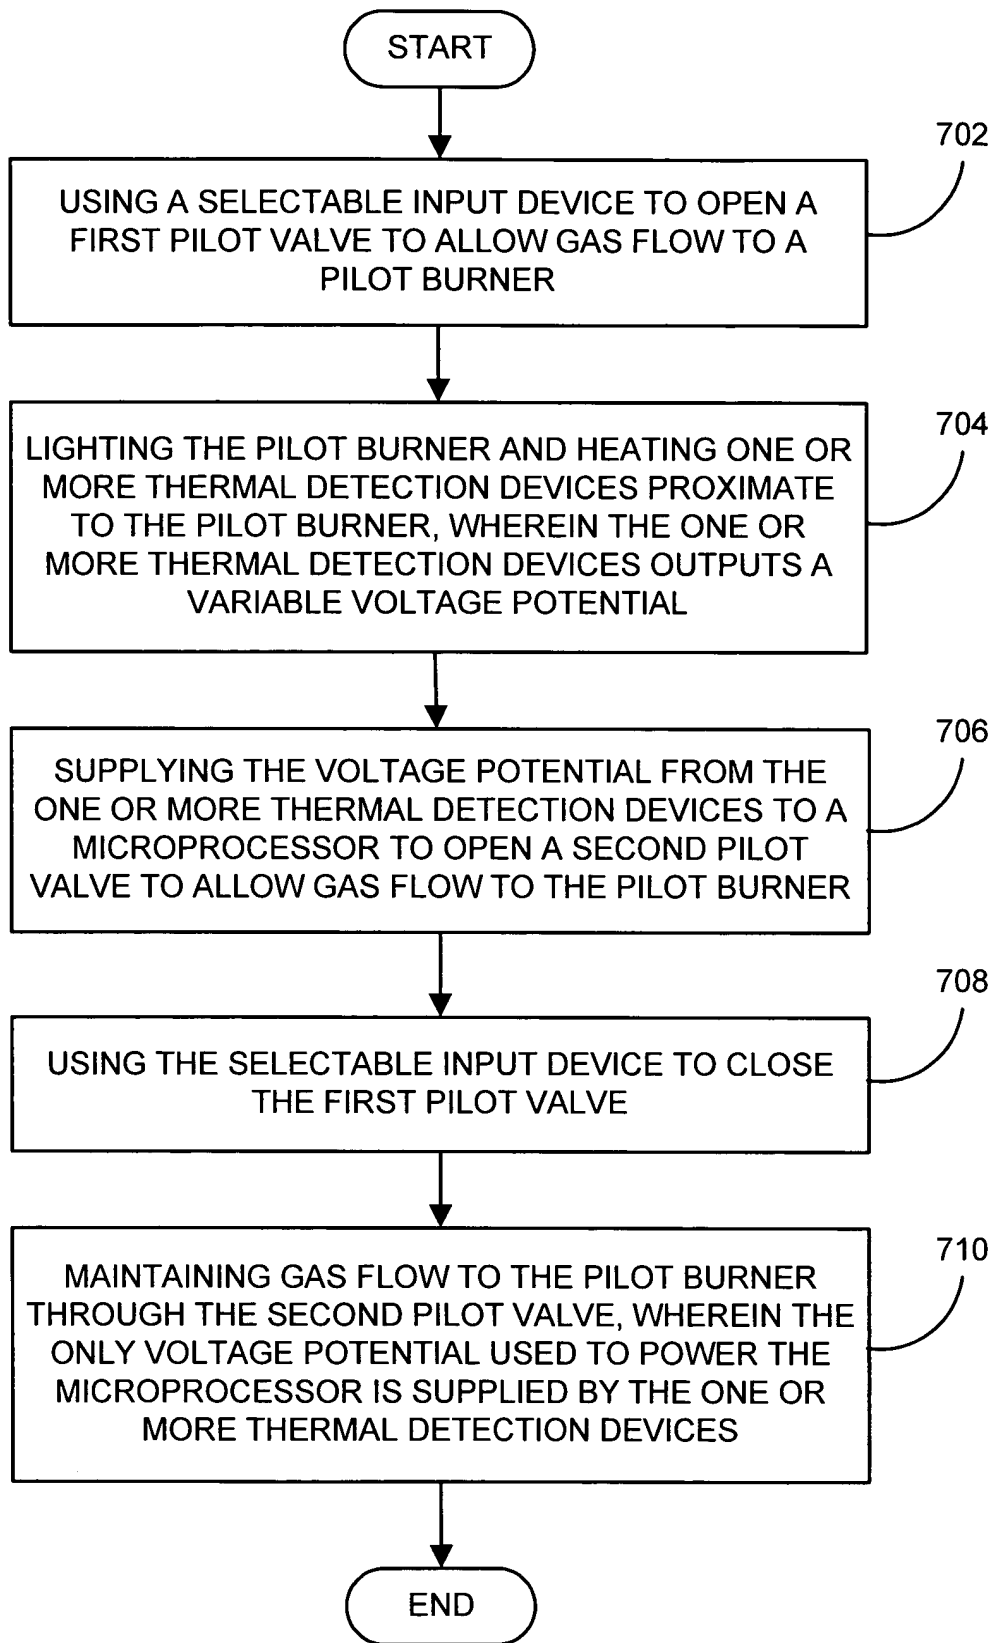 START
702
USING A SELECTABLE INPUT DEVICE TO OPEN A
FIRST PILOT VALVE TO ALLOW GAS FLOW TO A
PILOT BURNER
704
LIGHTING THE PILOT BURNER AND HEATING ONE OR
MORE THERMAL DETECTION DEVICES PROXIMATE
TO THE PILOT BURNER, WHEREIN THE ONE OR
MORE THERMAL DETECTION DEVICES OUTPUTS A
VARIABLE VOLTAGE POTENTIAL
706
SUPPLYING THE VOLTAGE POTENTIAL FROM THE
ONE OR MORE THERMAL DETECTION DEVICES TO A
MICROPROCESSOR TO OPEN A SECOND PILOT
VALVE TO ALLOW GAS FLOW TO THE PILOT BURNER
708
USING THE SELECTABLE INPUT DEVICE TO CLOSE
THE FIRST PILOT VALVE
710
MAINTAINING GAS FLOW TO THE PILOT BURNER
THROUGH THE SECOND PILOT VALVE, WHEREIN THE
ONLY VOLTAGE POTENTIAL USED TO POWER THE
MICROPROCESSOR IS SUPPLIED BY THE ONE OR
MORE THERMAL DETECTION DEVICES
END